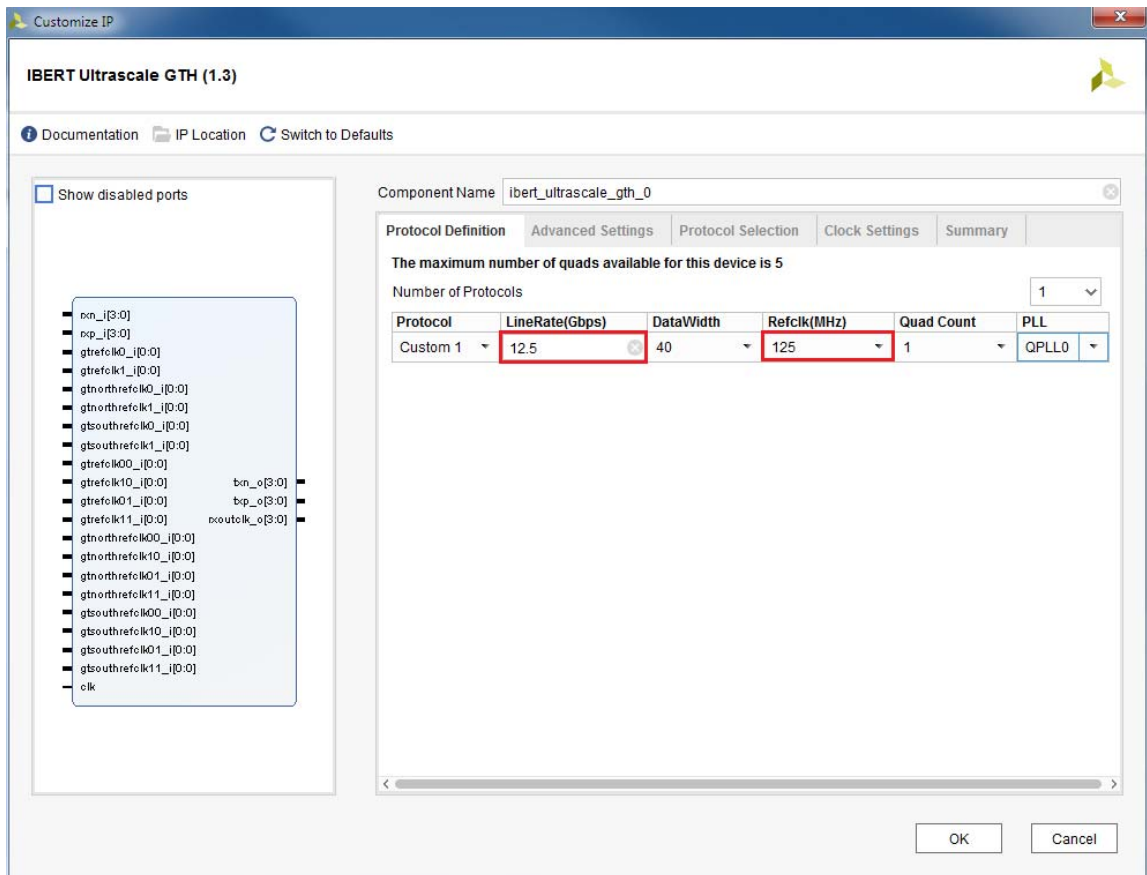 Customize IP
IBERT Ultrascale GTH (1.3)
Documentation IP Location Switch to Defaults
Show disabled ports
rxn_i[3:0]
rxp_i[3:0]
gtrefclk0_i[0:0]
gtrefclk1_i[0:0]
gtnorthrefclk0_i[0:0]
gtnorthrefclk1_i[0:0]
gtsouthrefclk0_i[0:0]
gtsouthrefclk1_i[0:0]
gtrefclk00_i[0:0]
gtrefclk10_i[0:0] txn_o[3:0]
gtrefclk01_i[0:0] txp_o[3:0]
gtrefclk11_i[0:0] rxoutclk_o[3:0]
gtnorthrefclk00_i[0:0]
gtnorthrefclk10_i[0:0]
gtnorthrefclk01_i[0:0]
gtnorthrefclk11_i[0:0]
gtsouthrefclk00_i[0:0]
gtsouthrefclk10_i[0:0]
gtsouthrefclk01_i[0:0]
gtsouthrefclk11_i[0:0]
clk
Component Name ibert_ultrascale_gth_0
Protocol Definition Advanced Settings Protocol Selection Clock Settings Summary
The maximum number of quads available for this device is 5
Number of Protocols 1
Protocol LineRate(Gbps) DataWidth Refclk(MHz) Quad Count PLL
Custom 1 12.5 40 125 1 QPLL0
OK Cancel